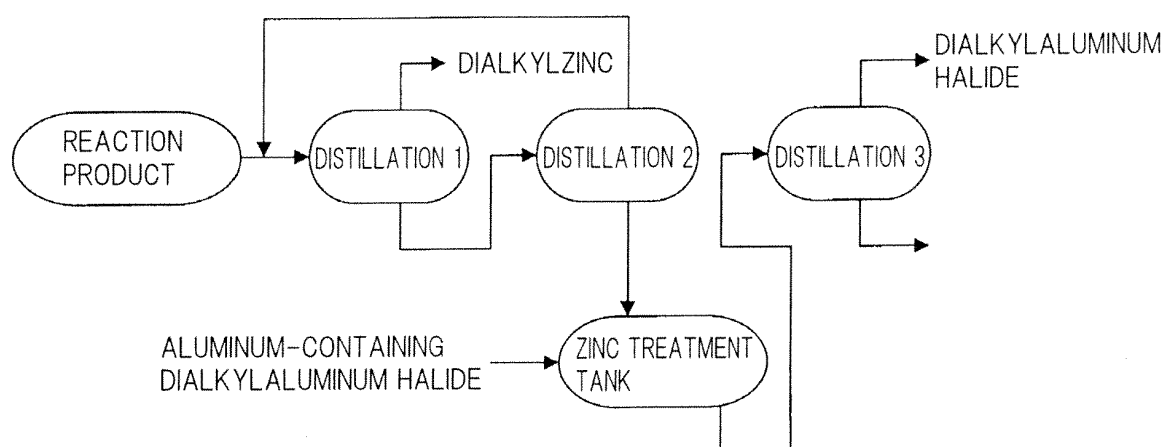 DIALKYLALUMINUM
HALIDE
DIALKYLZINC
REACTION
PRODUCT
DISTILLATION 1
DISTILLATION 2
DISTILLATION 3
ALUMINUM-CONTAINING
DIALKYLALUMINUM HALIDE
ZINC TREATMENT
TANK